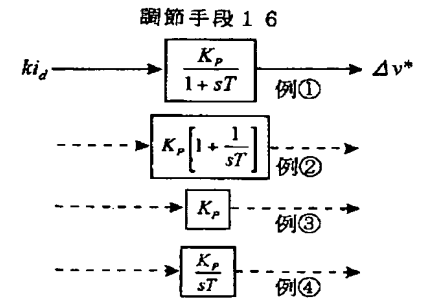 調節手段16
ki_d K_P / 1 + sT Δv*
例①
K_P[1 + 1/sT]
例②
K_P
例③
K_P / sT
例④